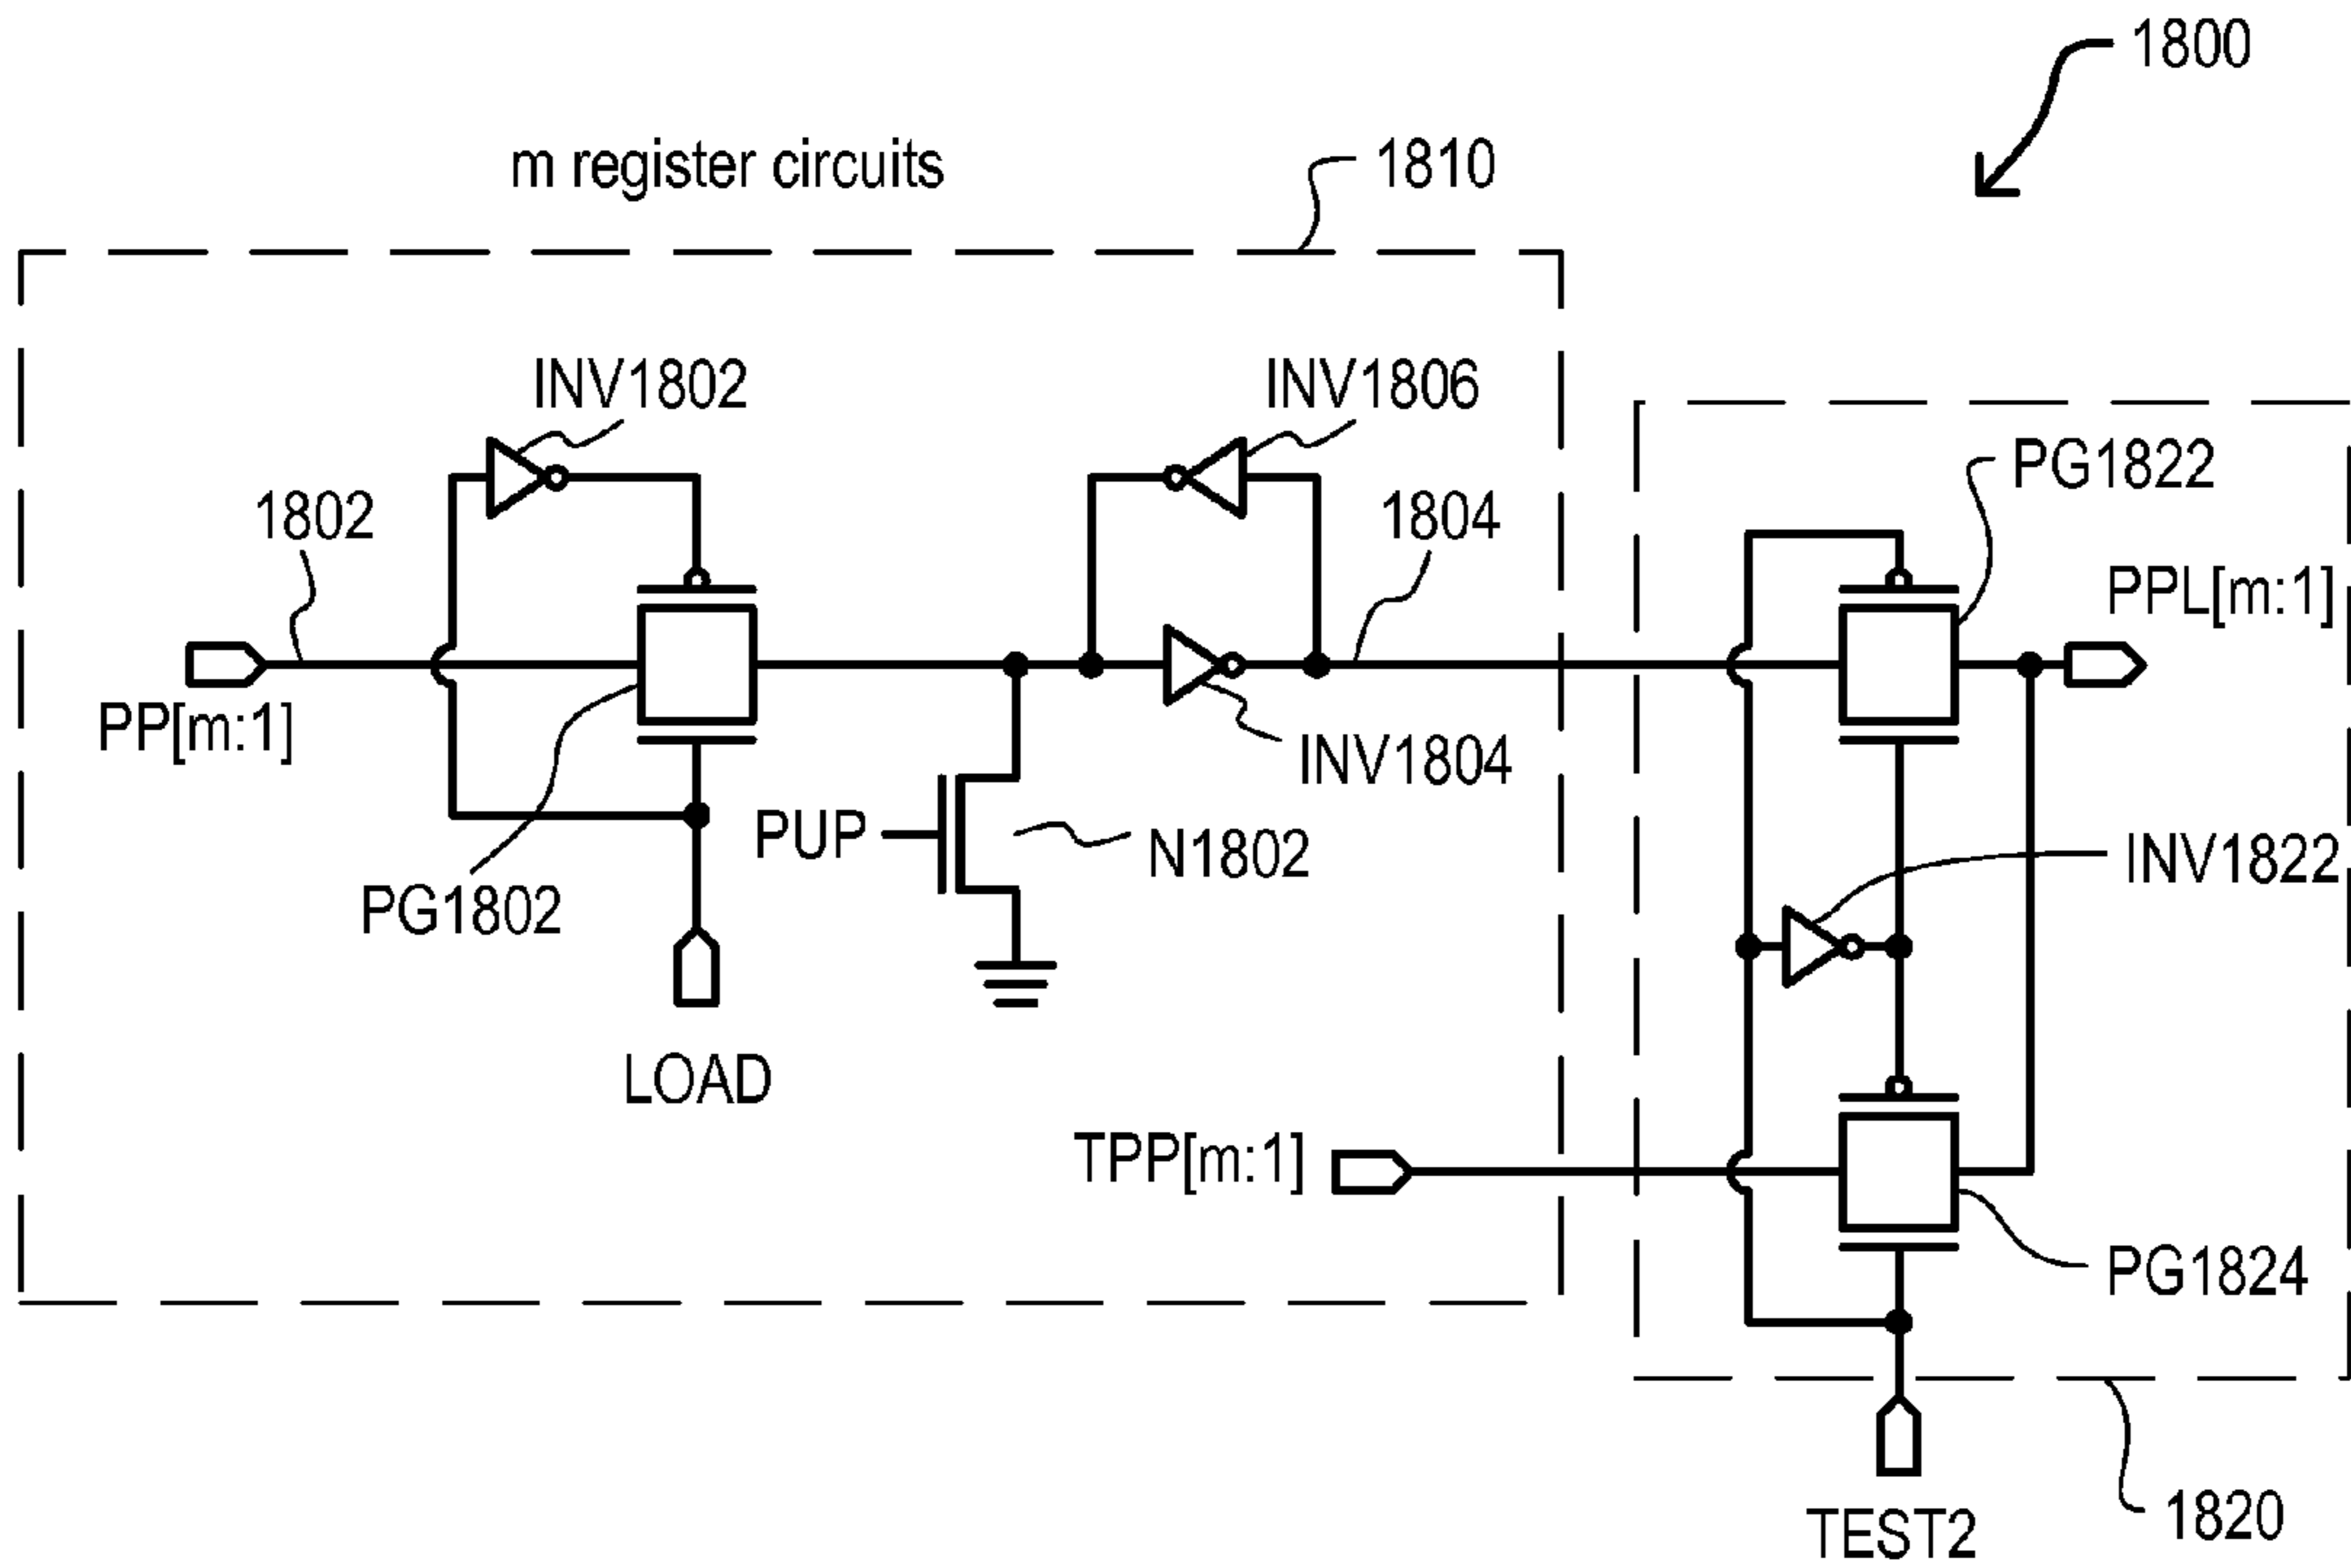 1800
m register circuits
1810
INV1802
INV1806
PG1822
1802
1804
PPL[m:1]
PP[m:1]
INV1804
PUP
N1802
INV1822
PG1802
LOAD
TPP[m:1]
PG1824
TEST2
1820